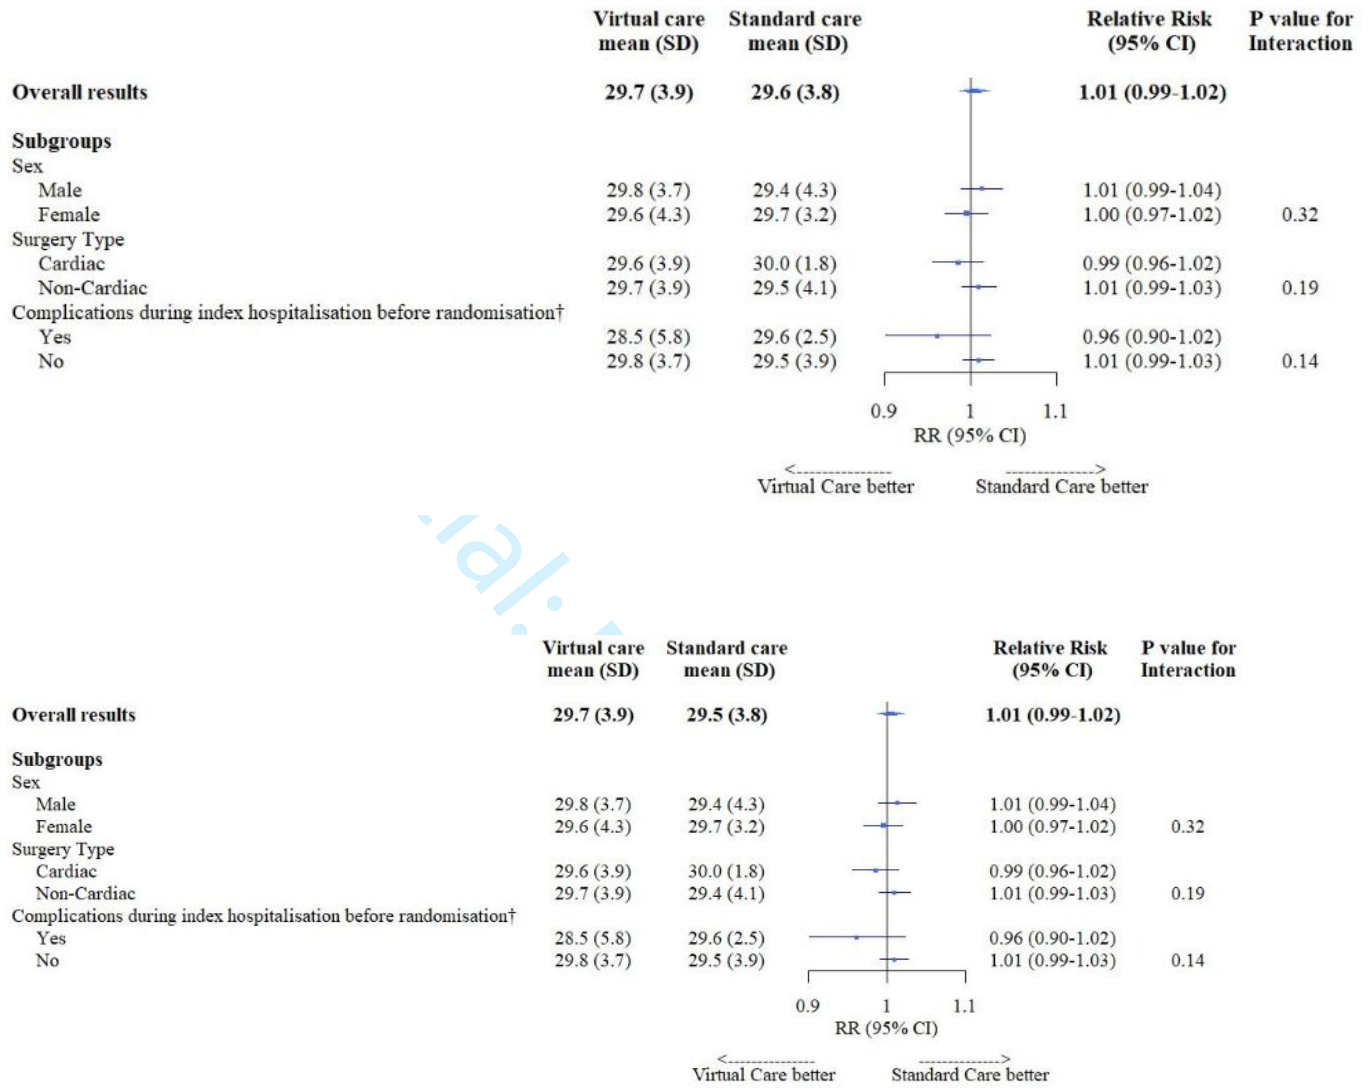 Virtual care Standard care Relative Risk P value for
mean (SD) mean (SD) (95% CI) Interaction
Overall results 29.7 (3.9) 29.6 (3.8) 1.01 (0.99-1.02)
Subgroups
Sex
Male 29.8 (3.7) 29.4 (4.3) 1.01 (0.99-1.04)
Female 29.6 (4.3) 29.7 (3.2) 1.00 (0.97-1.02) 0.32
Surgery Type
Cardiac 29.6 (3.9) 30.0 (1.8) 0.99 (0.96-1.02)
Non-Cardiac 29.7 (3.9) 29.5 (4.1) 1.01 (0.99-1.03) 0.19
Complications during index hospitalisation before randomisation†
Yes 28.5 (5.8) 29.6 (2.5) 0.96 (0.90-1.02)
No 29.8 (3.7) 29.5 (3.9) 1.01 (0.99-1.03) 0.14
0.9 1 1.1
RR (95% CI)
<--------------- -------------->
Virtual Care better Standard Care better
Virtual care Standard care Relative Risk P value for
mean (SD) mean (SD) (95% CI) Interaction
Overall results 29.7 (3.9) 29.5 (3.8) 1.01 (0.99-1.02)
Subgroups
Sex
Male 29.8 (3.7) 29.4 (4.3) 1.01 (0.99-1.04)
Female 29.6 (4.3) 29.7 (3.2) 1.00 (0.97-1.02) 0.32
Surgery Type
Cardiac 29.6 (3.9) 30.0 (1.8) 0.99 (0.96-1.02)
Non-Cardiac 29.7 (3.9) 29.4 (4.1) 1.01 (0.99-1.03) 0.19
Complications during index hospitalisation before randomisation†
Yes 28.5 (5.8) 29.6 (2.5) 0.96 (0.90-1.02)
No 29.8 (3.7) 29.5 (3.9) 1.01 (0.99-1.03) 0.14
0.9 1 1.1
RR (95% CI)
<--------------- -------------->
Virtual Care better Standard Care better